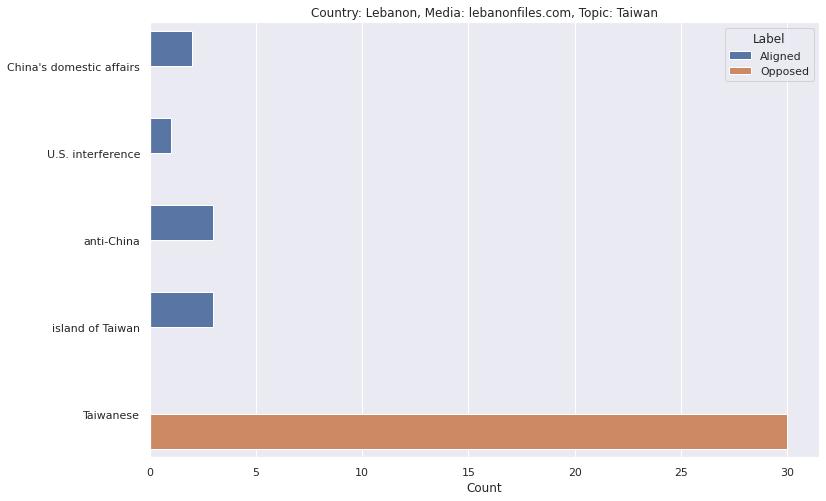 Country: Lebanon, Media: lebanonfiles.com, Topic: Taiwan
Label
Aligned
Opposed
China's domestic affairs
U.S. interference
anti-China
island of Taiwan
Taiwanese
0 5 10 15 20 25 30
Count